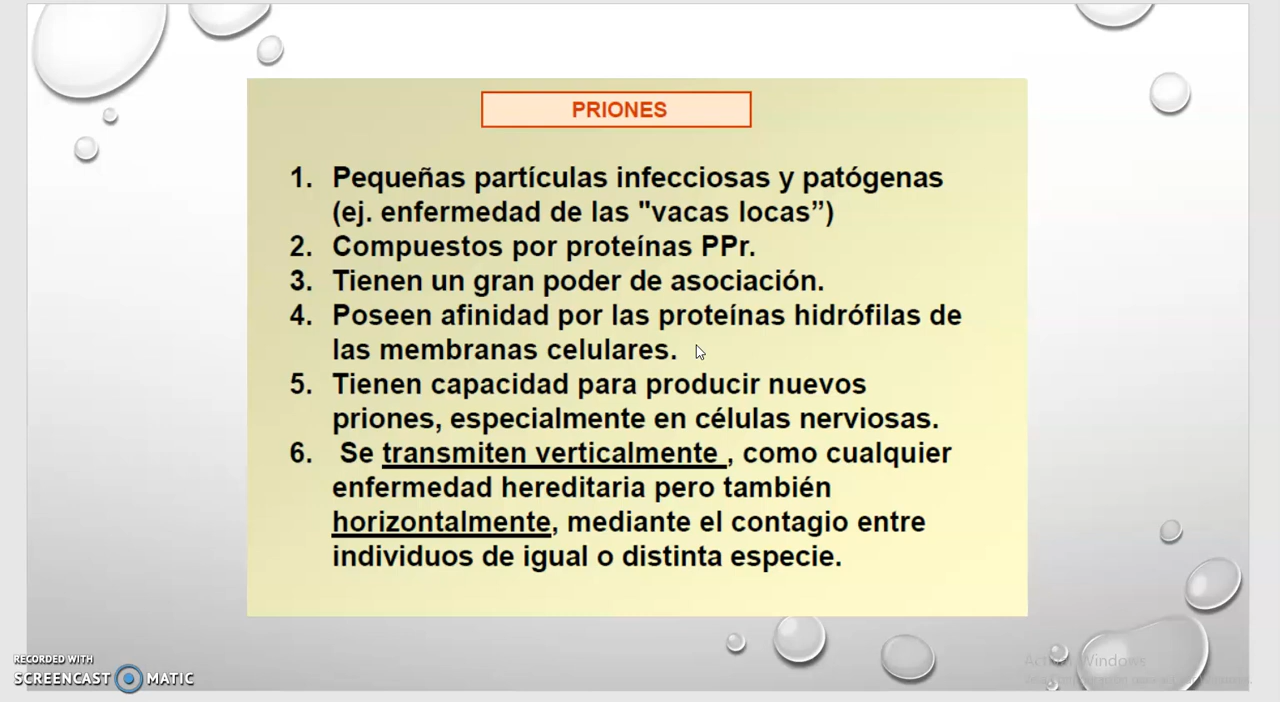 PRIONES
1. Pequeñas partículas infecciosas y patógenas
(ej. enfermedad de las "vacas locas”)
2. Compuestos por proteínas PPr.
3. Tienen un gran poder de asociación.
4. Poseen afinidad por las proteínas hidrófilas de
las membranas celulares.
5. Tienen capacidad para producir nuevos
priones, especialmente en células nerviosas.
6. Se transmiten verticalmente , como cualquier
enfermedad hereditaria pero también
horizontalmente, mediante el contagio entre
individuos de igual o distinta especie.
RECORDED WITH
SCREENCAST MATIC
Windows